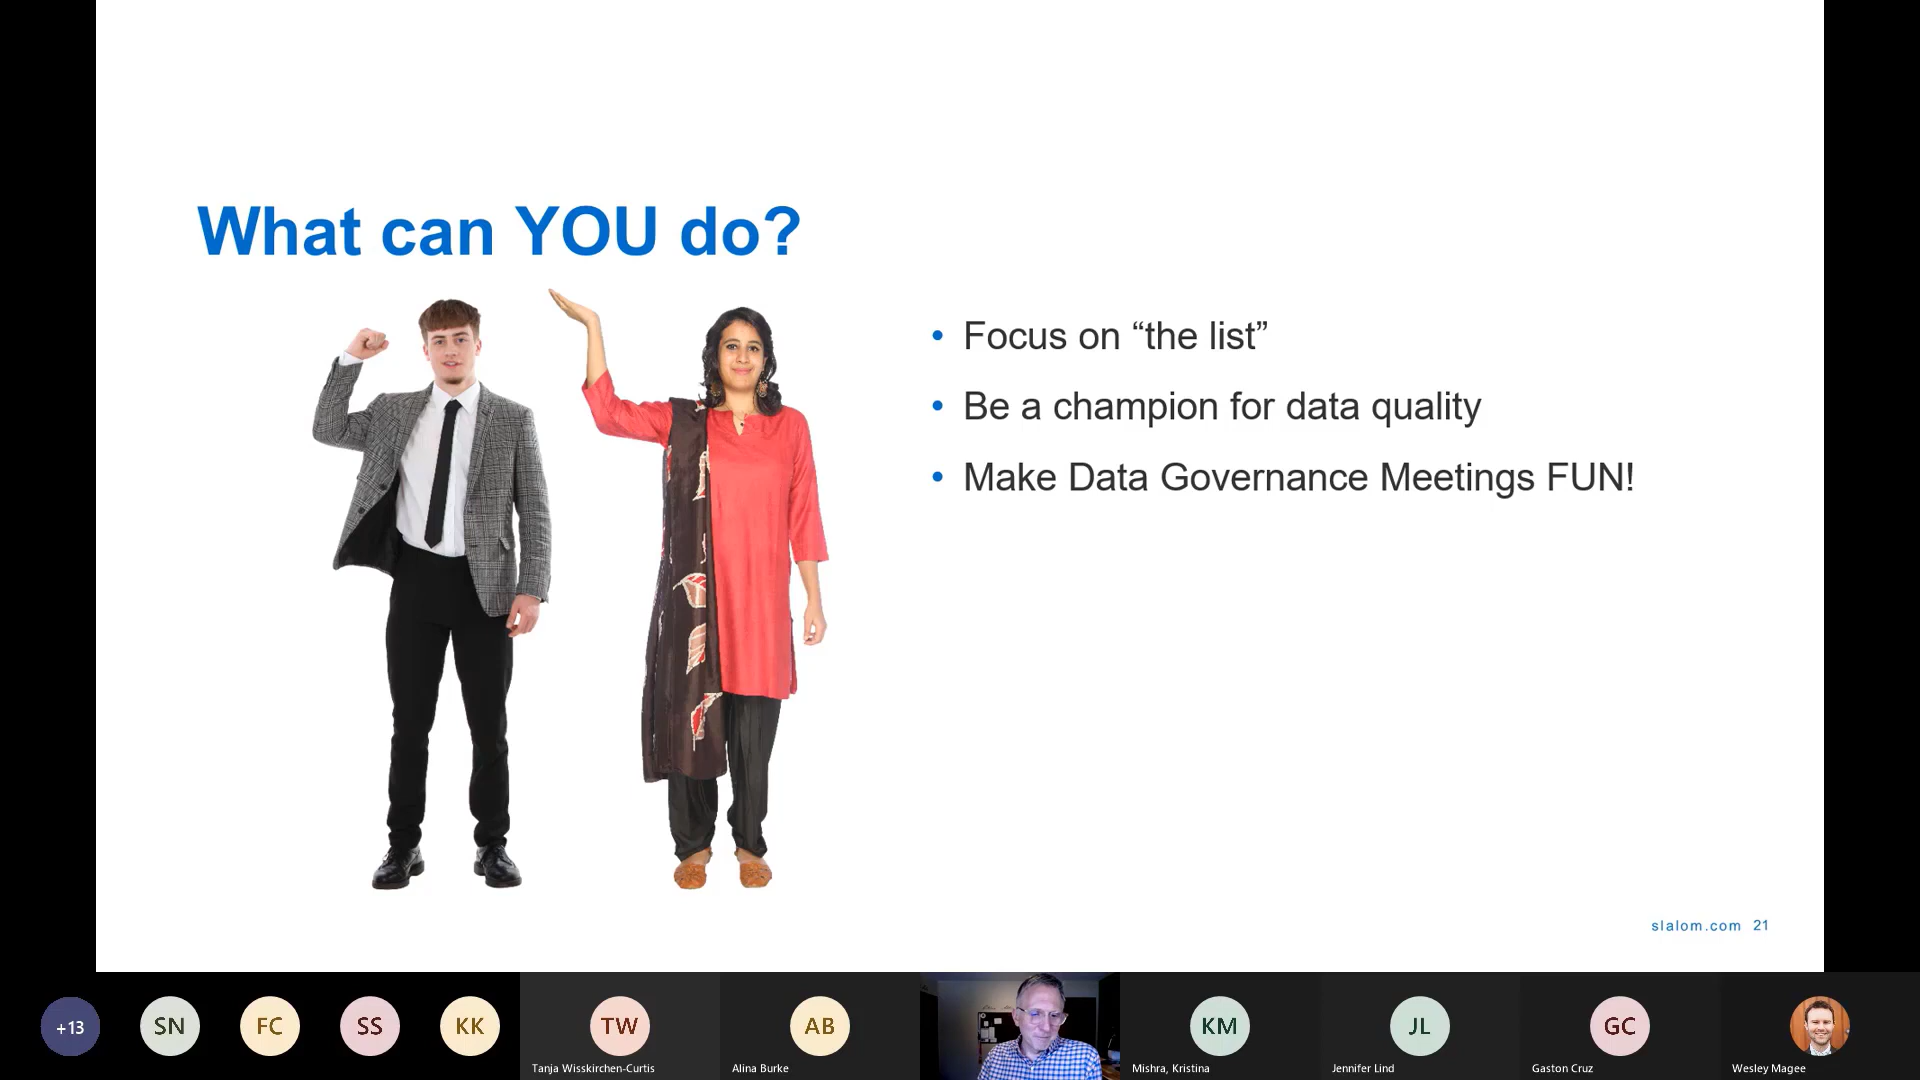 What can YOU do?
• Focus on “the list”
• Be a champion for data quality
• Make Data Governance Meetings FUN!
slalom.com 21
+13
SN
FC
SS
KK
TW
Tanja Wisskirchen-Curtis
AB
Alina Burke
KM
Mishra, Kristina
JL
Jennifer Lind
GC
Gaston Cruz
Wesley Magee